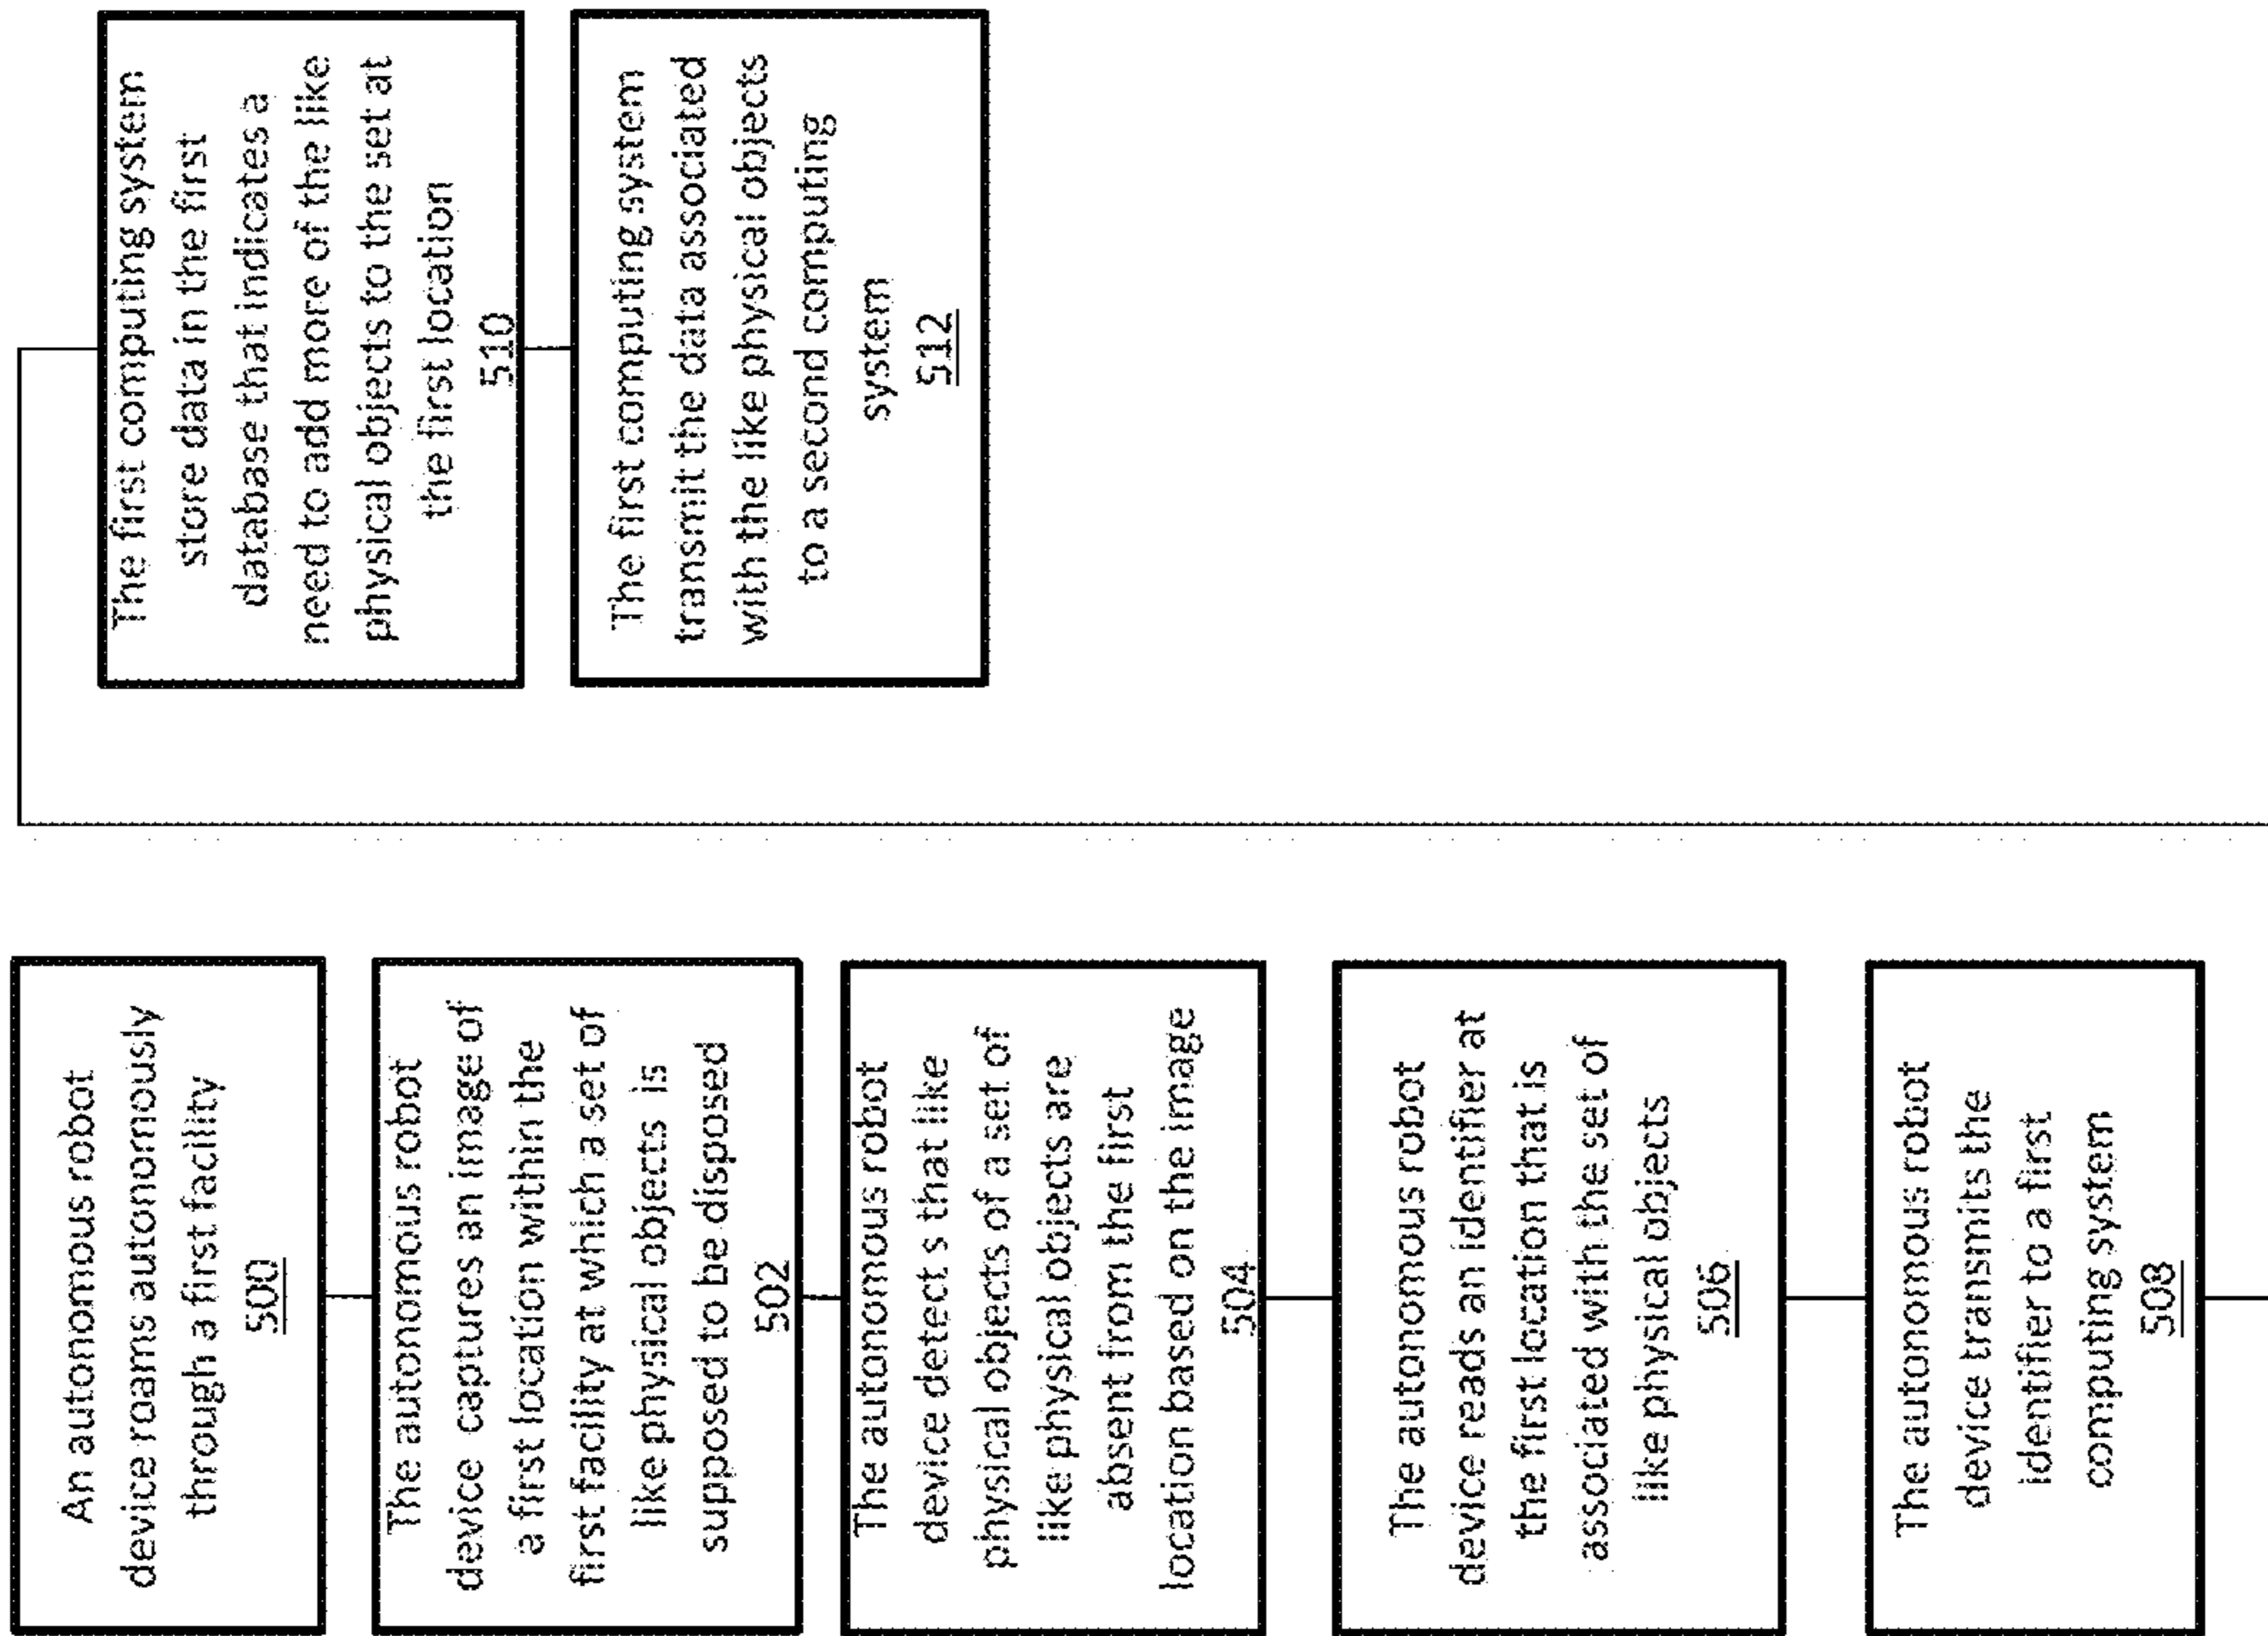 An autonomous robot
device roams autonomously
through a first facility
500
The autonomous robot
device captures an image of
a first location within the
first facility at which a set of
like physical objects is
supposed to be disposed
502
The autonomous robot
device detect s that like
physical objects of a set of
like physical objects are
absent from the first
location based on the image
504
The autonomous robot
device reads an identifier at
the first location that is
associated with the set of
like physical objects
506
The autonomous robot
device transmits the
identifier to a first
computing system
508
The first computing system
store data in the first
database that indicates a
need to add more of the like
physical objects to the set at
the first location
510
The first computing system
transmit the data associated
with the like physical objects
to a second computing
system
512